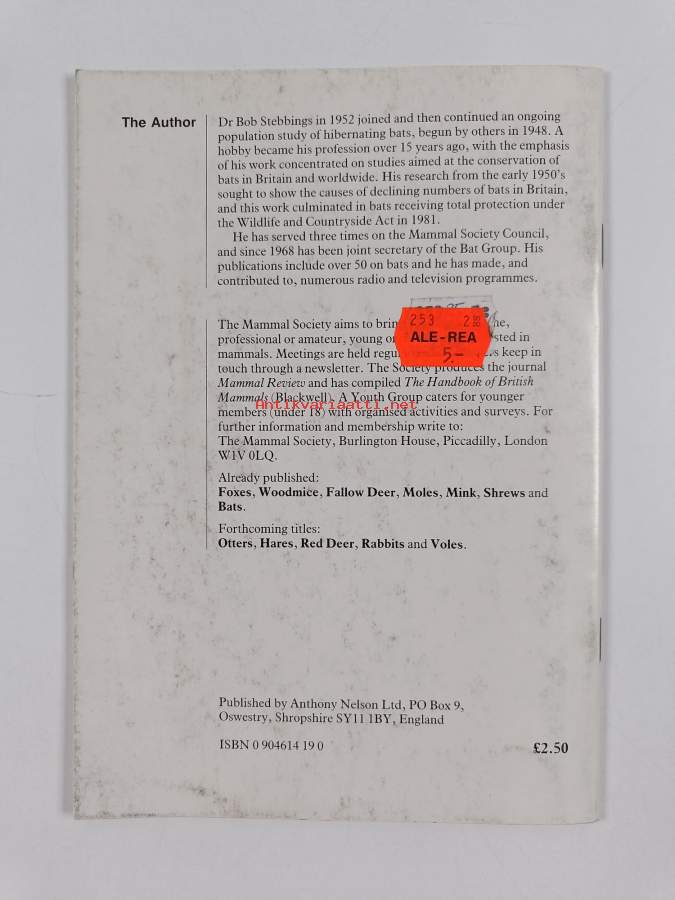 The Author
Dr Bob Stebbings in 1952 joined and then continued an ongoing
population study of hibernating bats, begun by others in 1948. A
hobby became his profession over 15 years ago, with the emphasis
of his work concentrated on studies aimed at the conservation of
bats in Britain and worldwide. His research from the early 1950's
sought to show the causes of declining numbers of bats in Britain,
and this work culminated in bats receiving total protection under
the Wildlife and Countryside Act in 1981.
He has served three times on the Mammal Society Council,
and since 1968 has been joint secretary of the Bat Group. His
publications include over 50 on bats and he has made, and
contributed to, numerous radio and television programmes.
The Mammal Society aims to
professional or amateur, young
mammals. Meetings are held keep in
touch through a newsletter. The Society produces the journal
Mammal Review and has compiled The Handbook of British
Mammals (Blackwell). A Youth Group caters for younger
members (under 18) with organised activities and surveys. For
further information and membership write to:
The Mammal Society, Burlington House, Piccadilly, London
W1V 0LQ.
253
ALE-REA
5.-
Antikvariaatti.net
Already published:
Foxes, Woodmice, Fallow Deer, Moles, Mink, Shrews and
Bats.
Forthcoming titles:
Otters, Hares, Red Deer, Rabbits and Voles.
Published by Anthony Nelson Ltd, PO Box 9,
Oswestry, Shropshire SY11 1BY, England
ISBN 0 904614 19 0
£2.50